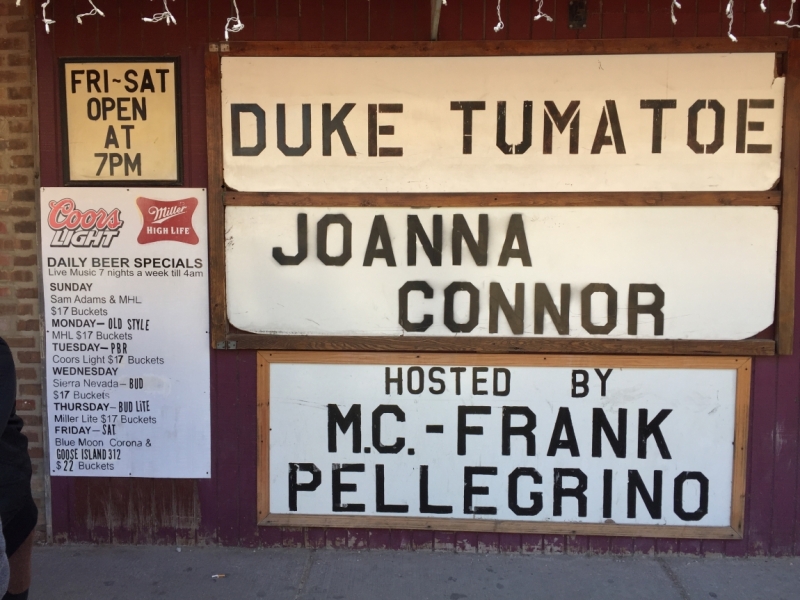 FRI~SAT
OPEN
AT
7PM
DUKE TUMATOE
JOANNA
CONNOR
HOSTED BY
M.C.-FRANK
PELLEGRINO
Coors
LIGHT
Miller
HIGH LIFE
DAILY BEER SPECIALS
Live Music 7 nights a week till 4am
SUNDAY
Sam Adams & MHL
$17 Buckets
MONDAY— OLD STYLE
MHL $17 Buckets
TUESDAY— PBR
Coors Light $17 Buckets
WEDNESDAY
Sierra Nevada— BUD
$17 Buckets
THURSDAY— BUD LITE
Miller Lite $17 Buckets
FRIDAY— SAT
Blue Moon Corona &
GOOSE ISLAND 312
$22 Buckets